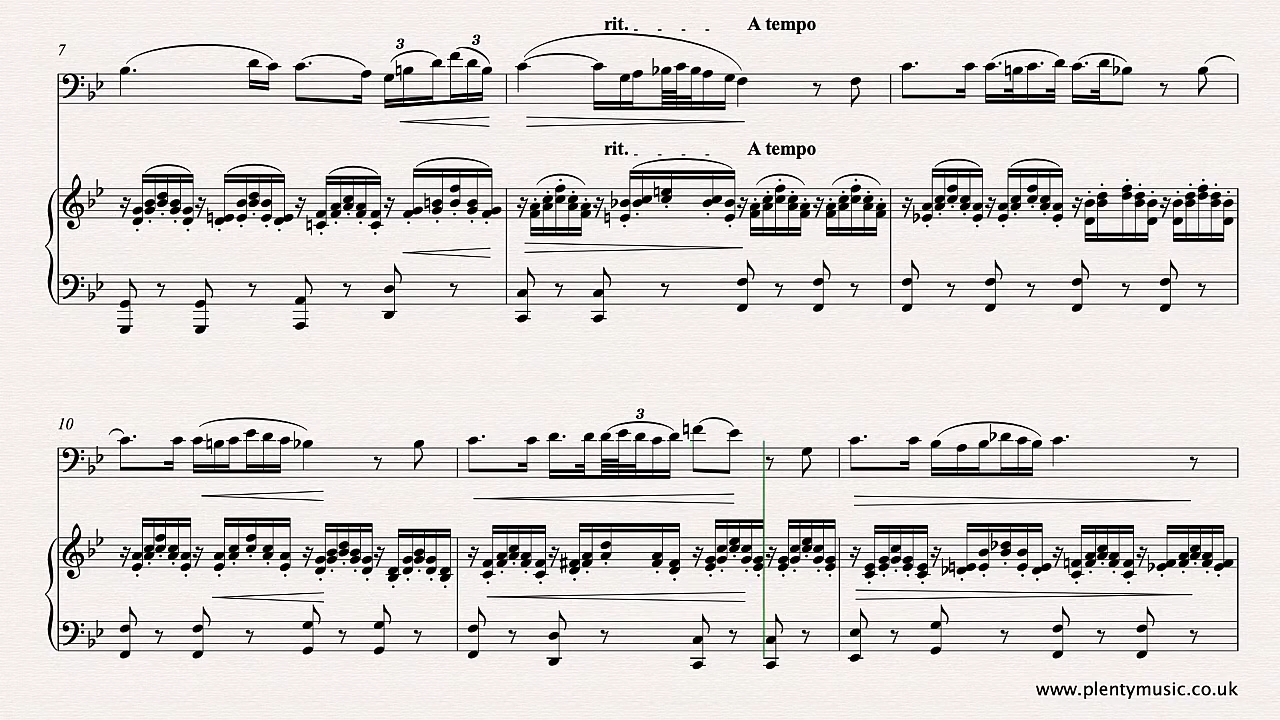 rit. _ _ _ _ A tempo
7
3 3
rit. _ _ _ _ A tempo
10
3
www.plentymusic.co.uk